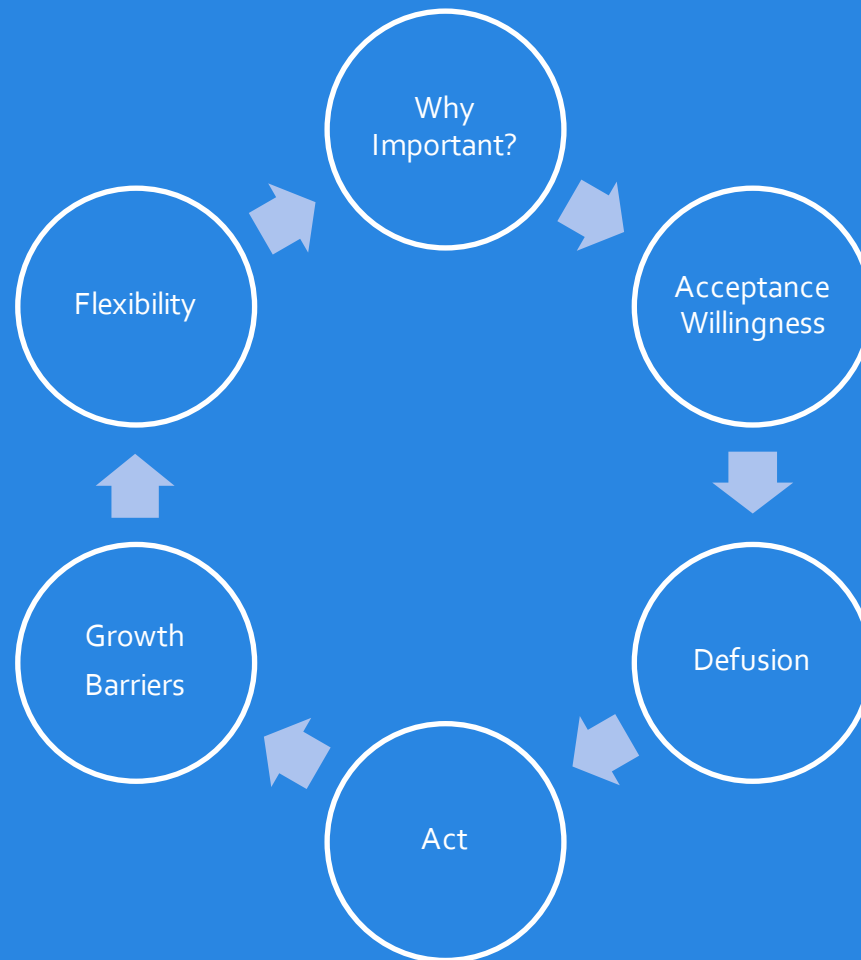 Why
Important?
Acceptance
Willingness
Defusion
Act
Growth
Barriers
Flexibility